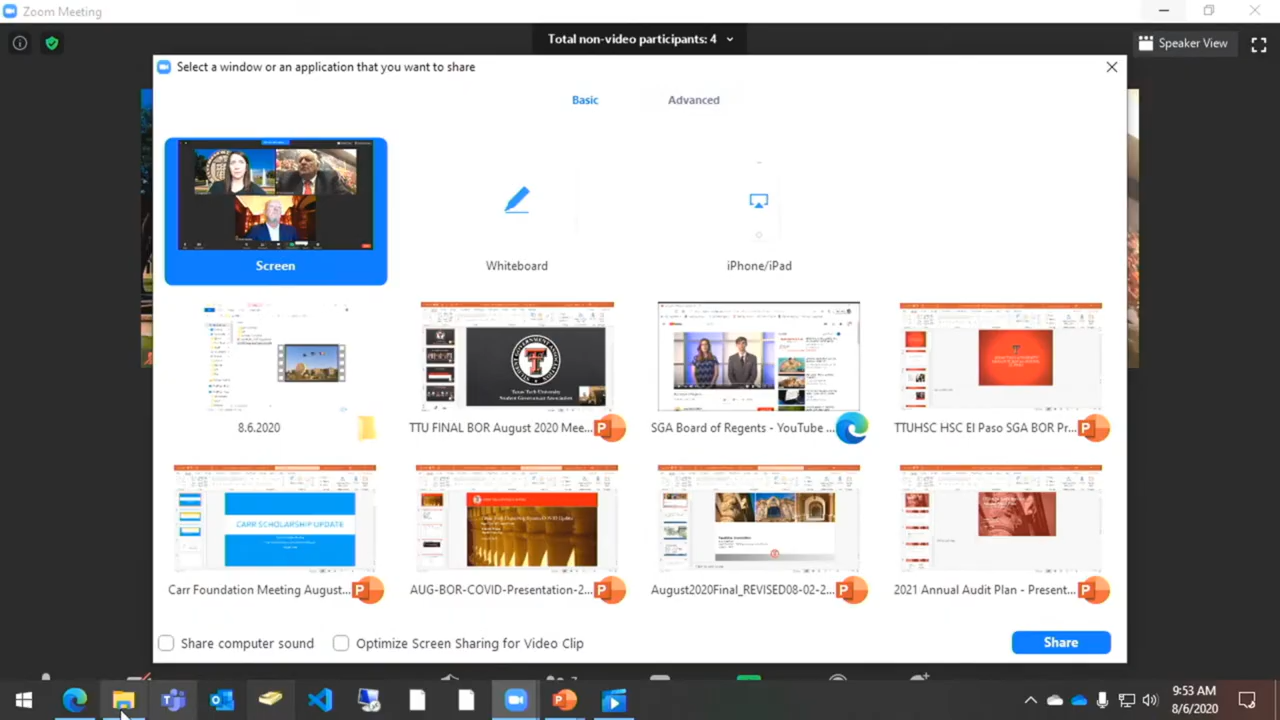 Zoom Meeting
Total non-video participants: 4
Speaker View
Select a window or an application that you want to share
Basic
Advanced
Screen
Whiteboard
iPhone/iPad
8.6.2020
TTU FINAL BOR August 2020 Mee...
SGA Board of Regents - YouTube ...
TTUHSC HSC El Paso SGA BOR Pr...
CARR SCHOLARSHIP UPDATE
Carr Foundation Meeting August...
AUG-BOR-COVID-Presentation-2...
August2020Final_REVISED08-02-2...
2021 Annual Audit Plan - Present...
Share computer sound
Optimize Screen Sharing for Video Clip
Share
9:53 AM
8/6/2020